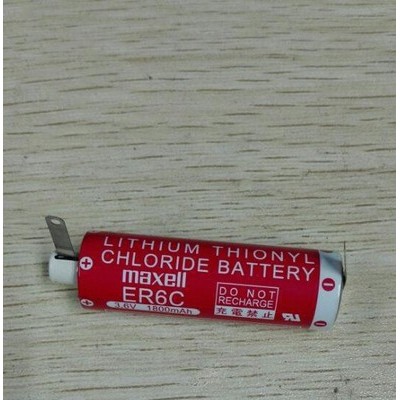 LITHIUM THIONYL
CHLORIDE BATTERY
maxell
ER6C
3.6V 1800mAh
DO NOT
RECHARGE
充電禁止